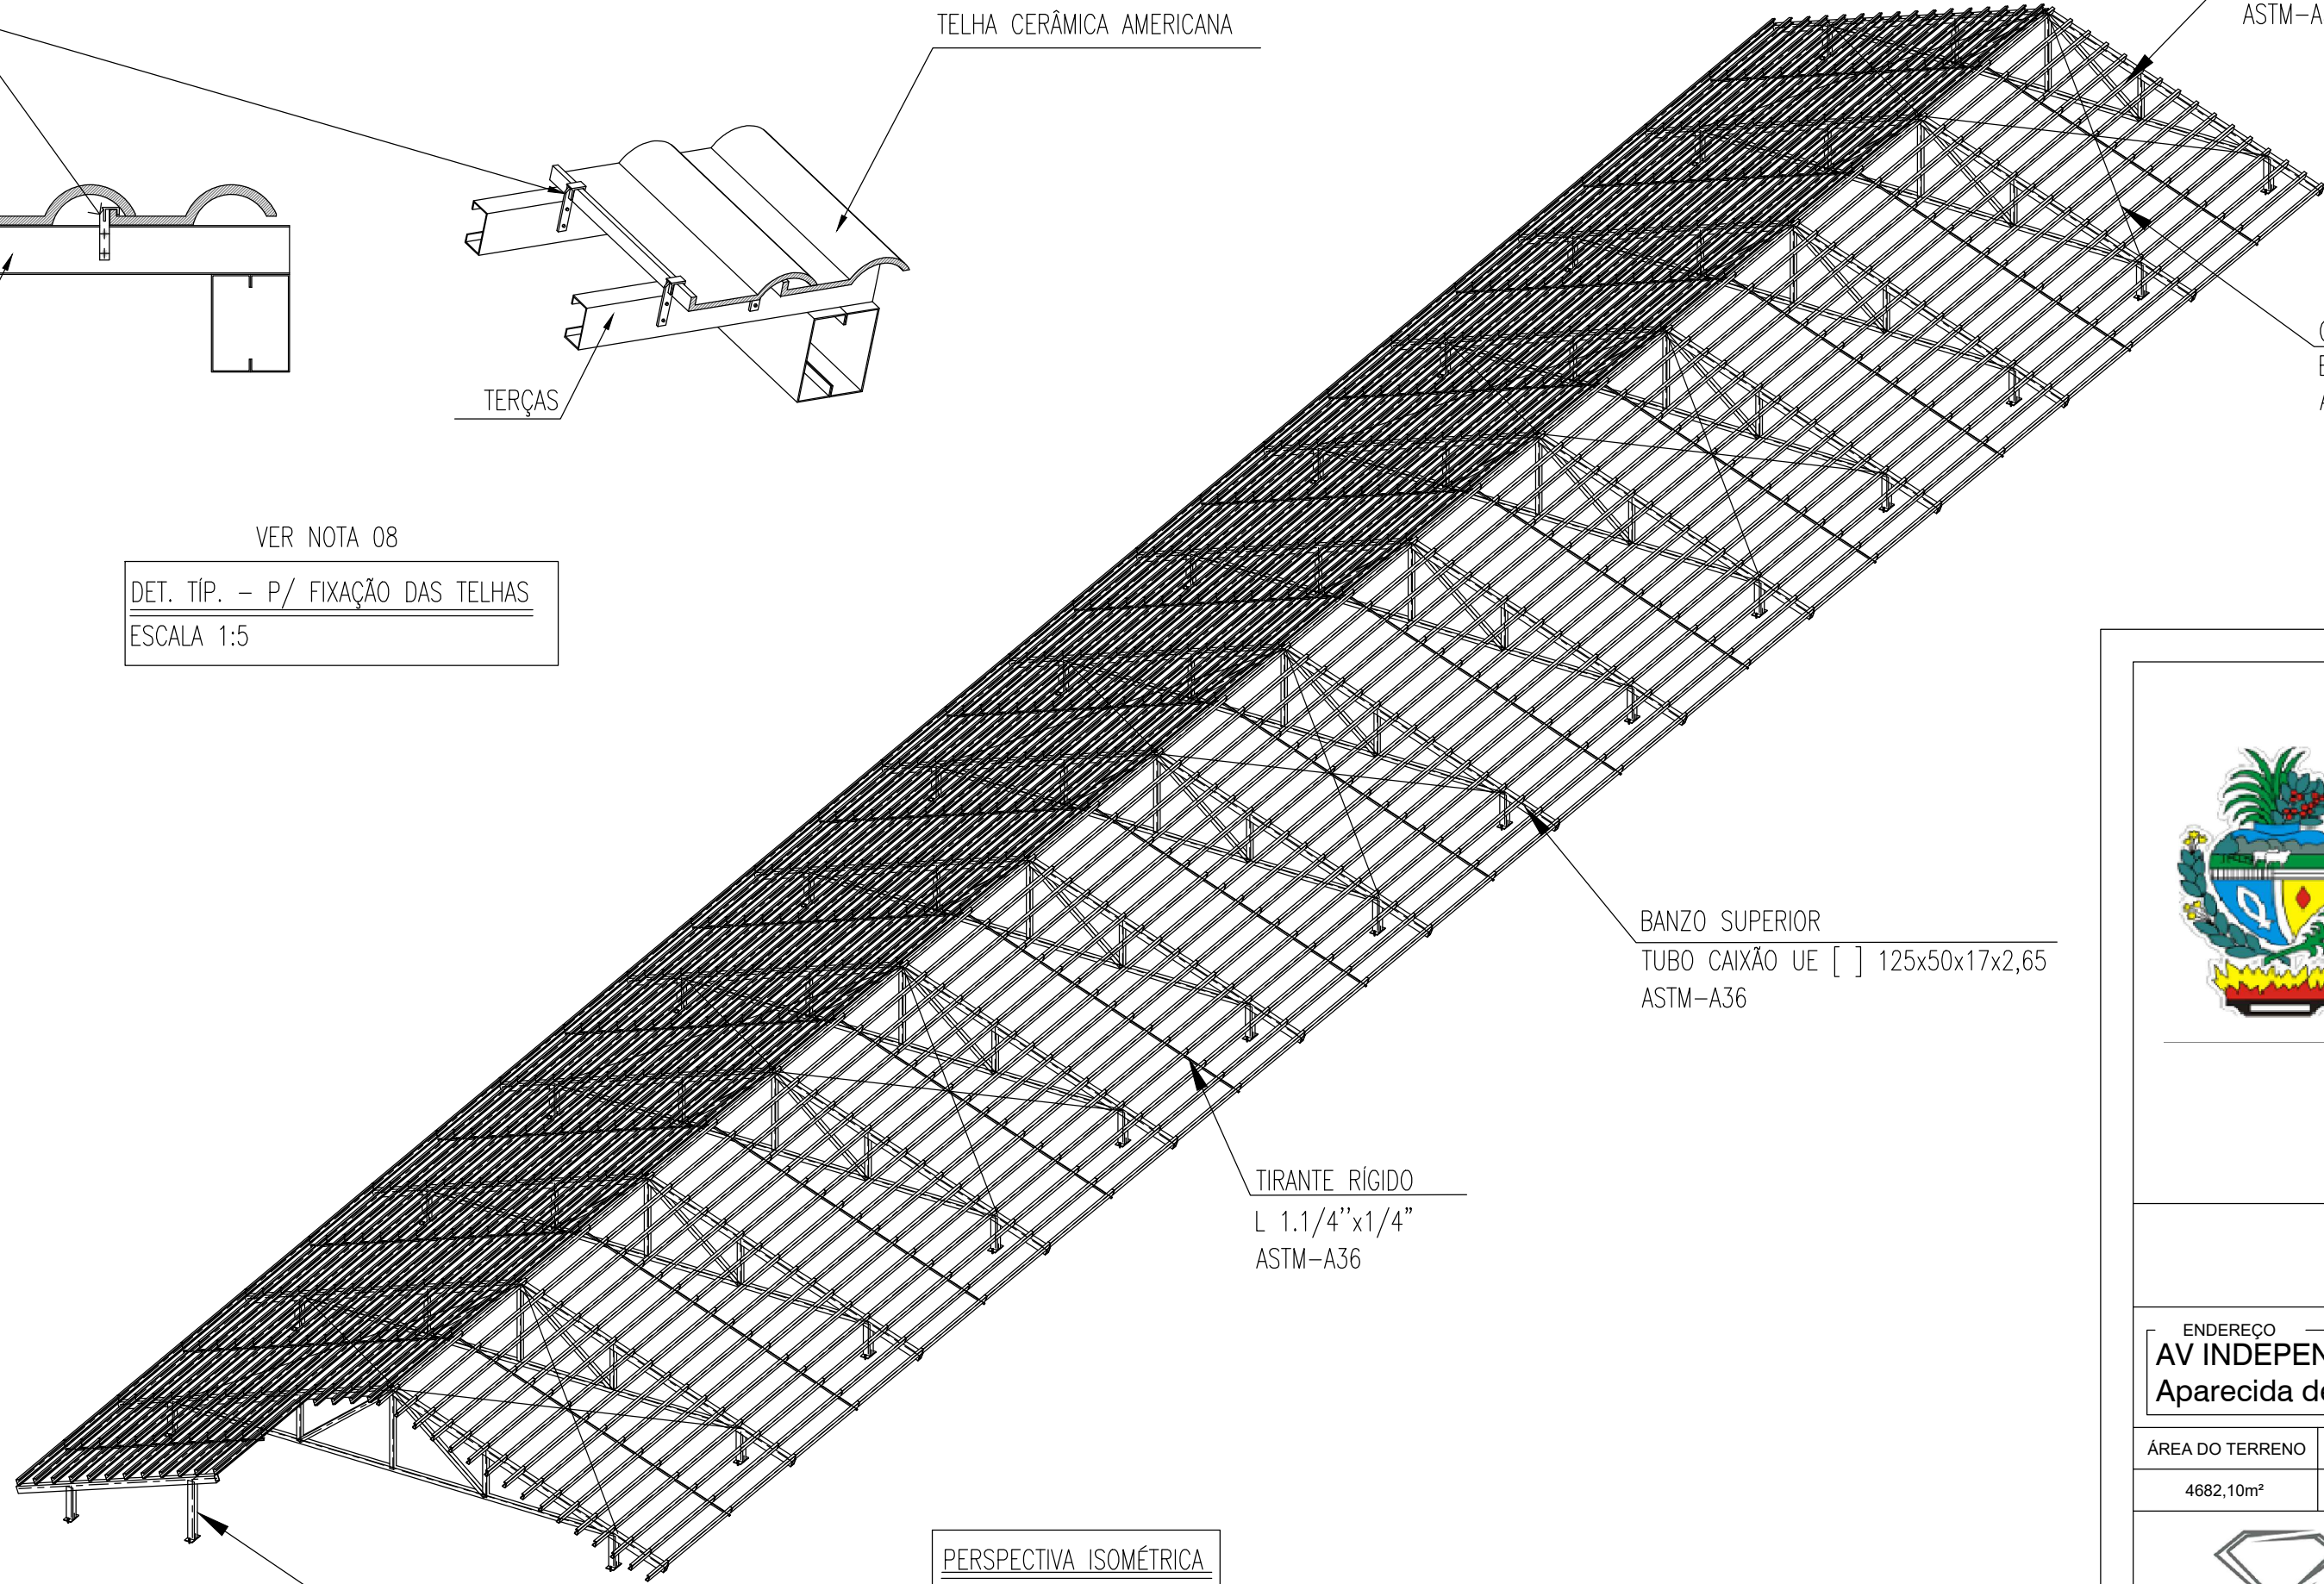 TELHA CERÂMICA AMERICANA
TERÇAS
VER NOTA 08
DET. TÍP. – P/ FIXAÇÃO DAS TELHAS
ESCALA 1:5
BANZO SUPERIOR
TUBO CAIXÃO UE [ ] 125x50x17x2,65
ASTM–A36
TIRANTE RÍGIDO
L 1.1/4''x1/4"
ASTM–A36
PERSPECTIVA ISOMÉTRICA
ASTM–A
ENDEREÇO
AV INDEPEN
Aparecida d
ÁREA DO TERRENO
4682,10m²